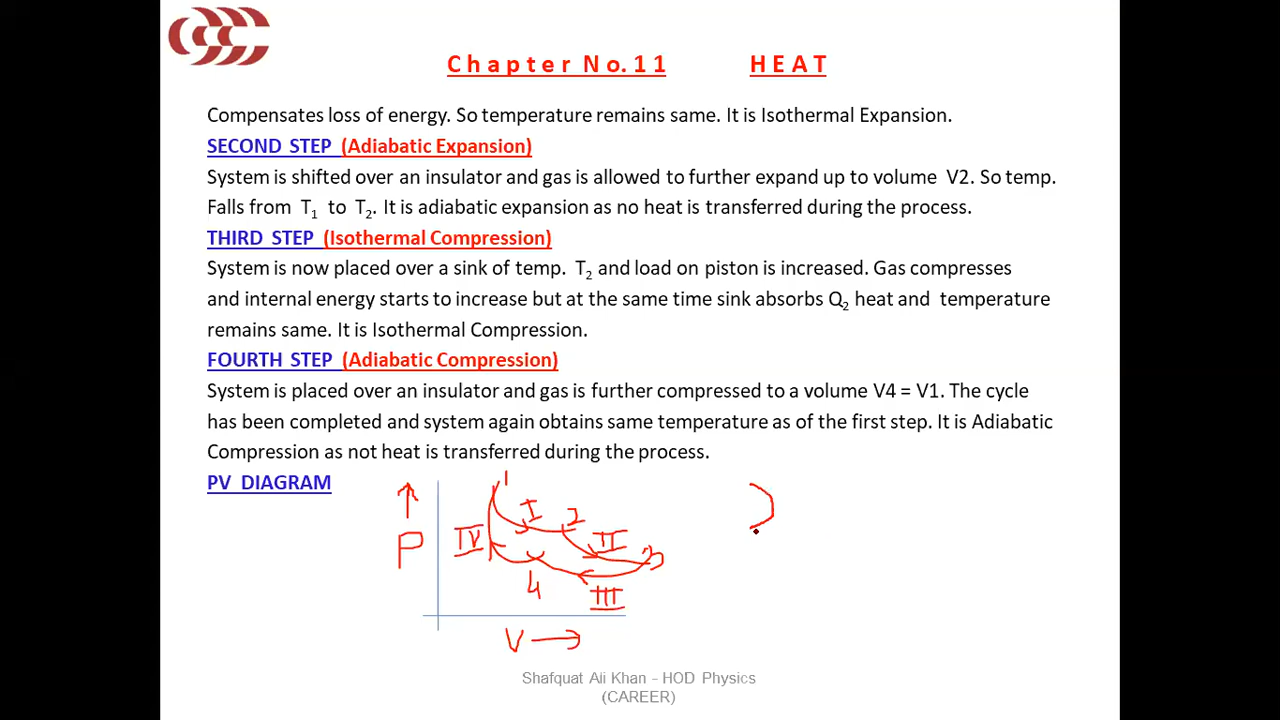 Chapter No.11 HEAT
Compensates loss of energy. So temperature remains same. It is Isothermal Expansion.
SECOND STEP (Adiabatic Expansion)
System is shifted over an insulator and gas is allowed to further expand up to volume V2. So temp.
Falls from T₁ to T₂. It is adiabatic expansion as no heat is transferred during the process.
THIRD STEP (Isothermal Compression)
System is now placed over a sink of temp. T₂ and load on piston is increased. Gas compresses
and internal energy starts to increase but at the same time sink absorbs Q₂ heat and temperature
remains same. It is Isothermal Compression.
FOURTH STEP (Adiabatic Compression)
System is placed over an insulator and gas is further compressed to a volume V4 = V1. The cycle
has been completed and system again obtains same temperature as of the first step. It is Adiabatic
Compression as not heat is transferred during the process.
PV DIAGRAM
1
I
2
P
IV
II
3
4
III
V
Shafquat Ali Khan - HOD Physics
(CAREER)